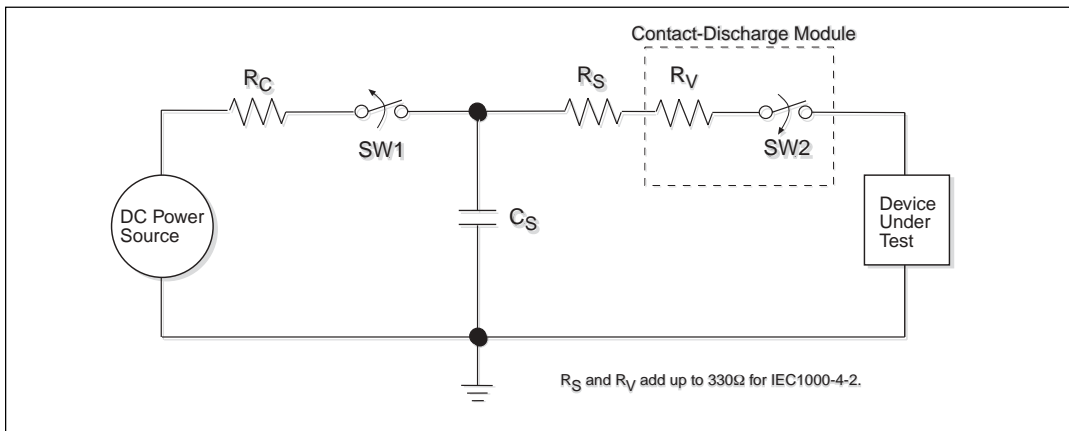 Contact-Discharge Module
RC
RS
RV
SW1
SW2
DC Power
Source
CS
Device
Under
Test
RS and RV add up to 330Ω for IEC1000-4-2.